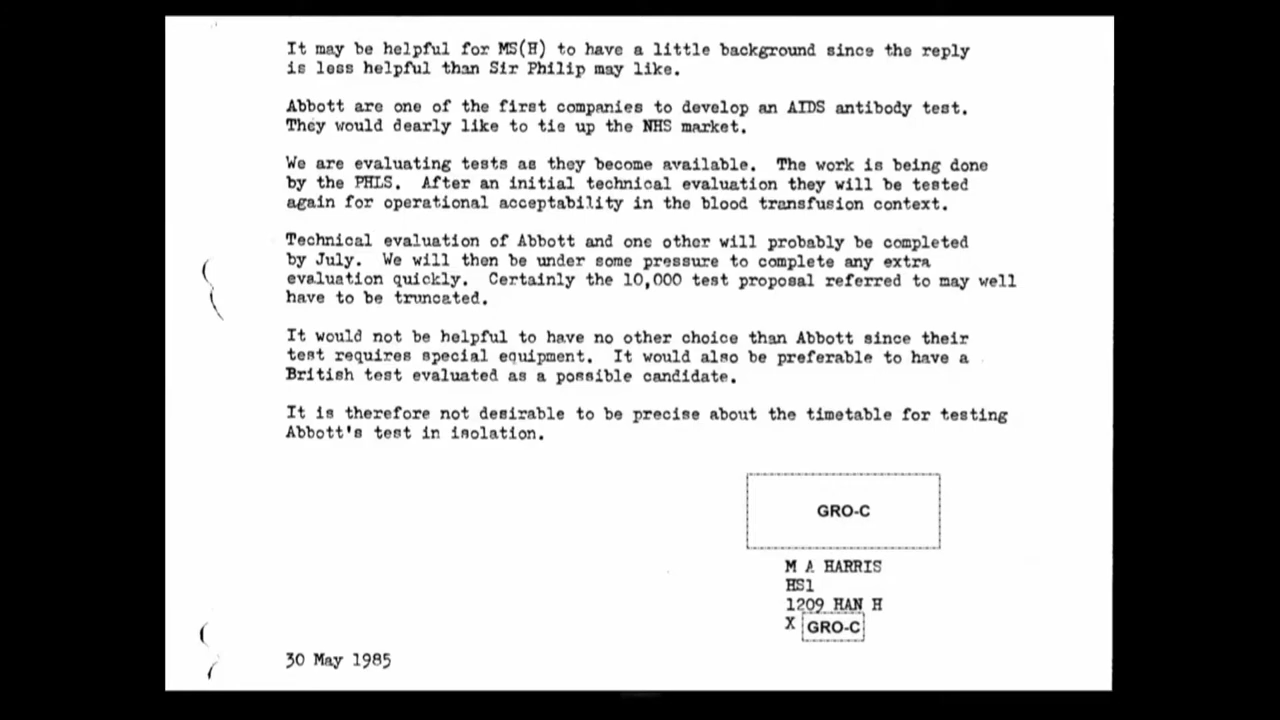 It may be helpful for MS(H) to have a little background since the reply
is less helpful than Sir Philip may like.
Abbott are one of the first companies to develop an AIDS antibody test.
They would dearly like to tie up the NHS market.
We are evaluating tests as they become available. The work is being done
by the PHLS. After an initial technical evaluation they will be tested
again for operational acceptability in the blood transfusion context.
Technical evaluation of Abbott and one other will probably be completed
by July. We will then be under some pressure to complete any extra
evaluation quickly. Certainly the 10,000 test proposal referred to may well
have to be truncated.
It would not be helpful to have no other choice than Abbott since their
test requires special equipment. It would also be preferable to have a
British test evaluated as a possible candidate.
It is therefore not desirable to be precise about the timetable for testing
Abbott's test in isolation.
GRO-C
M A HARRIS
HS1
1209 HAN H
X GRO-C
30 May 1985